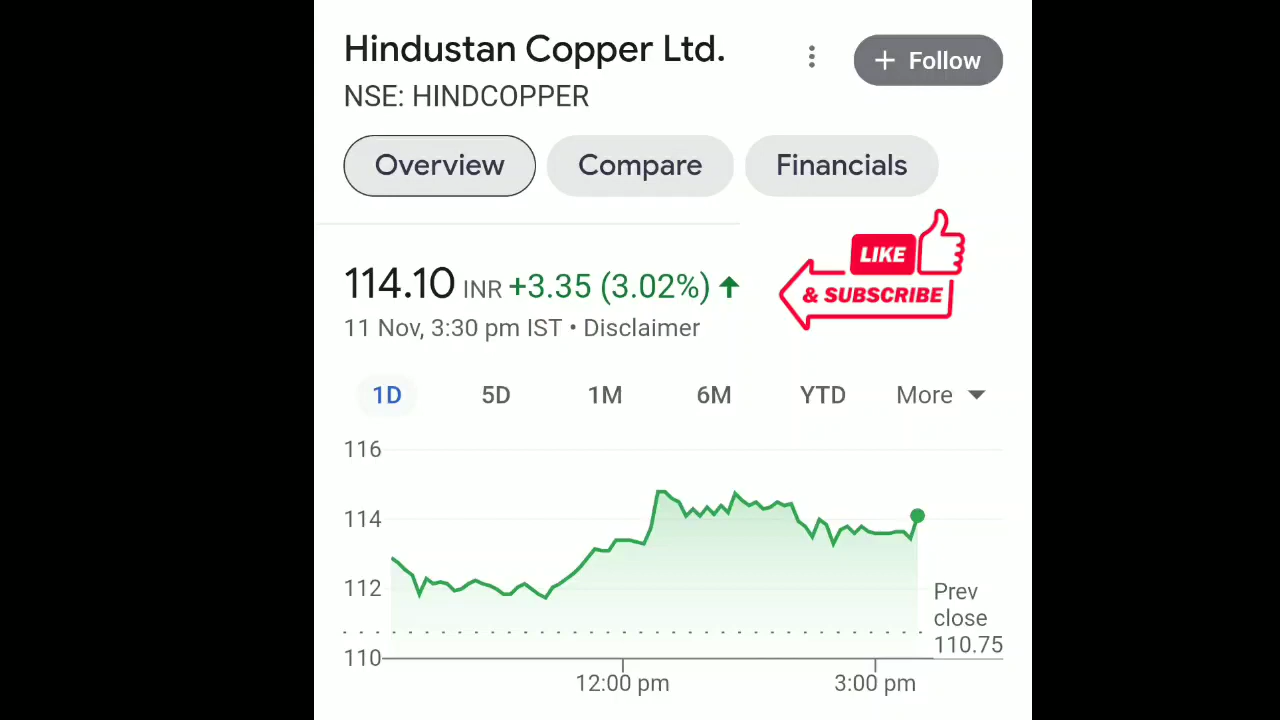 Hindustan Copper Ltd.
+ Follow
NSE: HINDCOPPER
Overview Compare Financials
LIKE
& SUBSCRIBE
114.10 INR +3.35 (3.02%)
11 Nov, 3:30 pm IST • Disclaimer
1D 5D 1M 6M YTD More
116
114
112
110
Prev
close
110.75
12:00 pm 3:00 pm